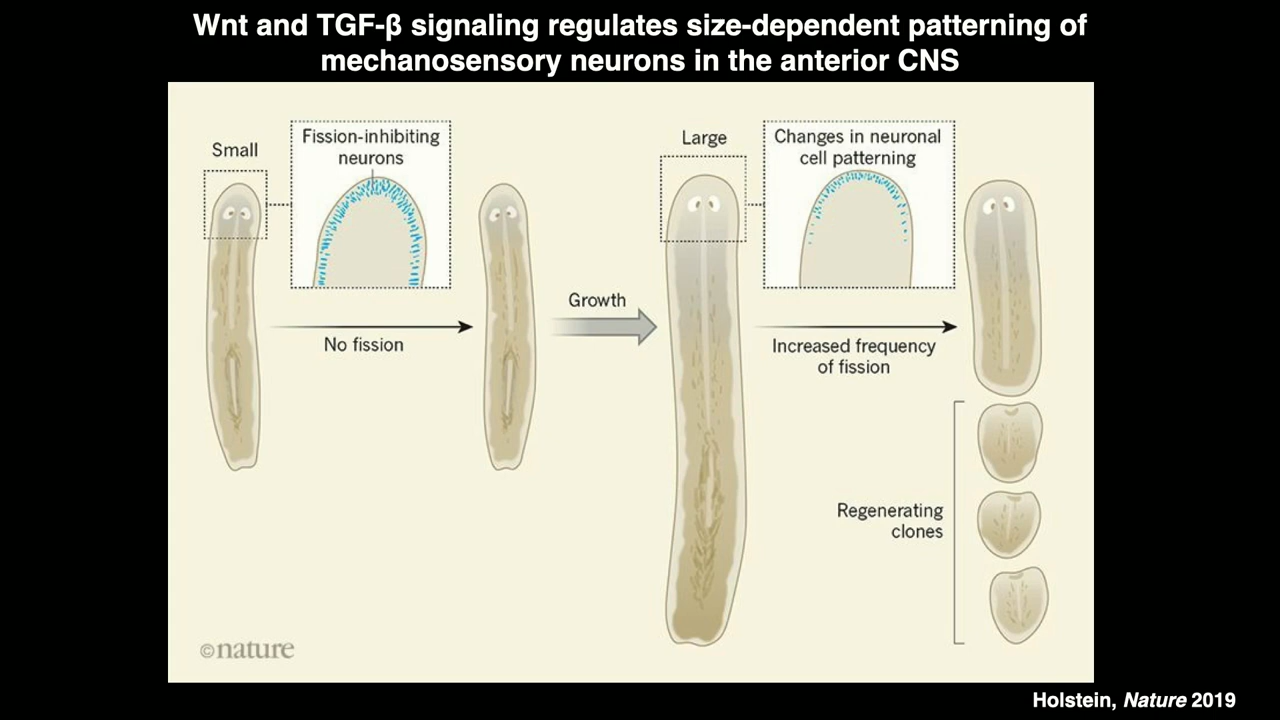 Wnt and TGF-β signaling regulates size-dependent patterning of
mechanosensory neurons in the anterior CNS
Small
Fission-inhibiting
neurons
Large
Changes in neuronal
cell patterning
Growth
No fission
Increased frequency
of fission
Regenerating
clones
©nature
Holstein, Nature 2019